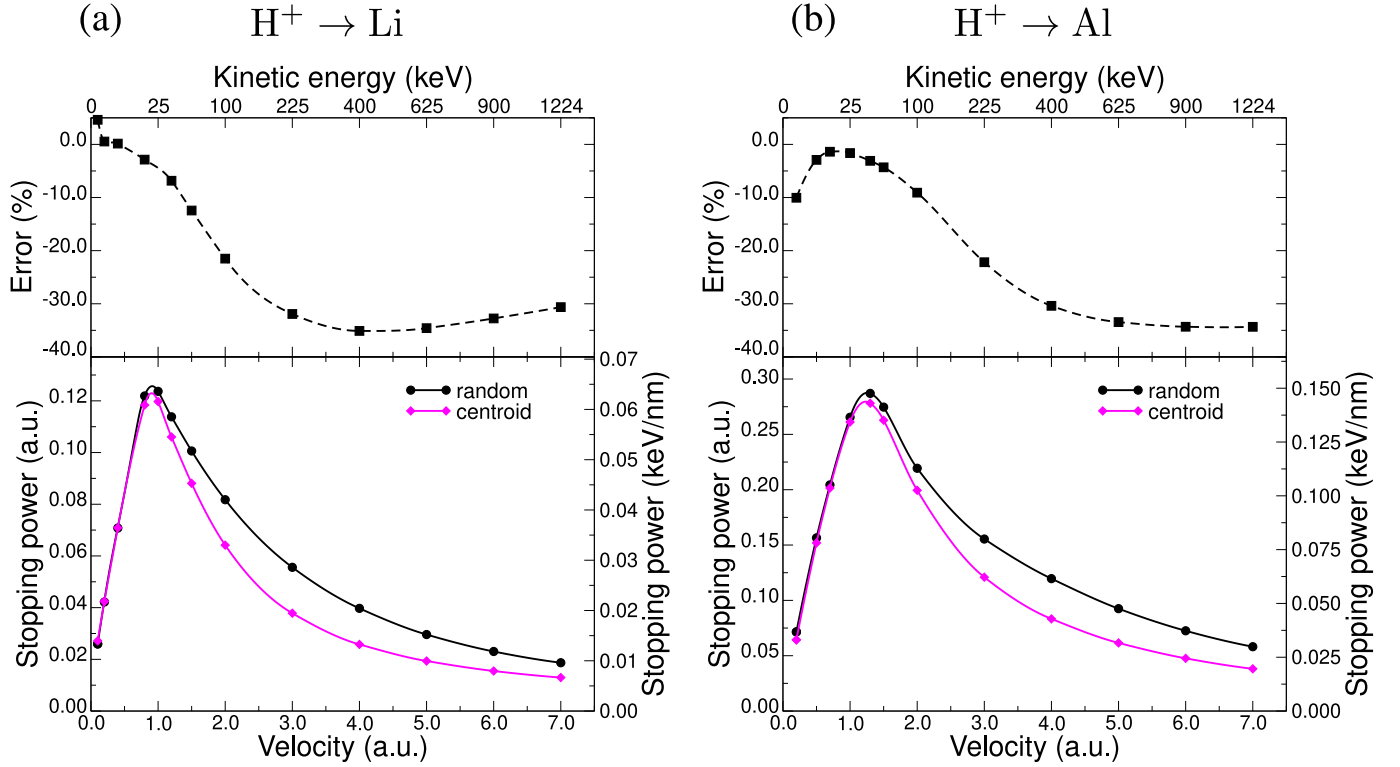 (a) H⁺ → Li
Kinetic energy (keV)
0 25 100 225 400 625 900 1224
0.0
-10.0
-20.0
-30.0
-40.0
Error (%)
0.12
0.10
0.08
0.06
0.04
0.02
0.00
Stopping power (a.u.)
random
centroid
0.07
0.06
0.05
0.04
0.03
0.02
0.01
0.00
Stopping power (keV/nm)
0.0 1.0 2.0 3.0 4.0 5.0 6.0 7.0
Velocity (a.u.)
(b) H⁺ → Al
Kinetic energy (keV)
0 25 100 225 400 625 900 1224
0.0
-10.0
-20.0
-30.0
-40.0
Error (%)
0.30
0.25
0.20
0.15
0.10
0.05
0.00
Stopping power (a.u.)
random
centroid
0.150
0.125
0.100
0.075
0.050
0.025
0.000
Stopping power (keV/nm)
0.0 1.0 2.0 3.0 4.0 5.0 6.0 7.0
Velocity (a.u.)